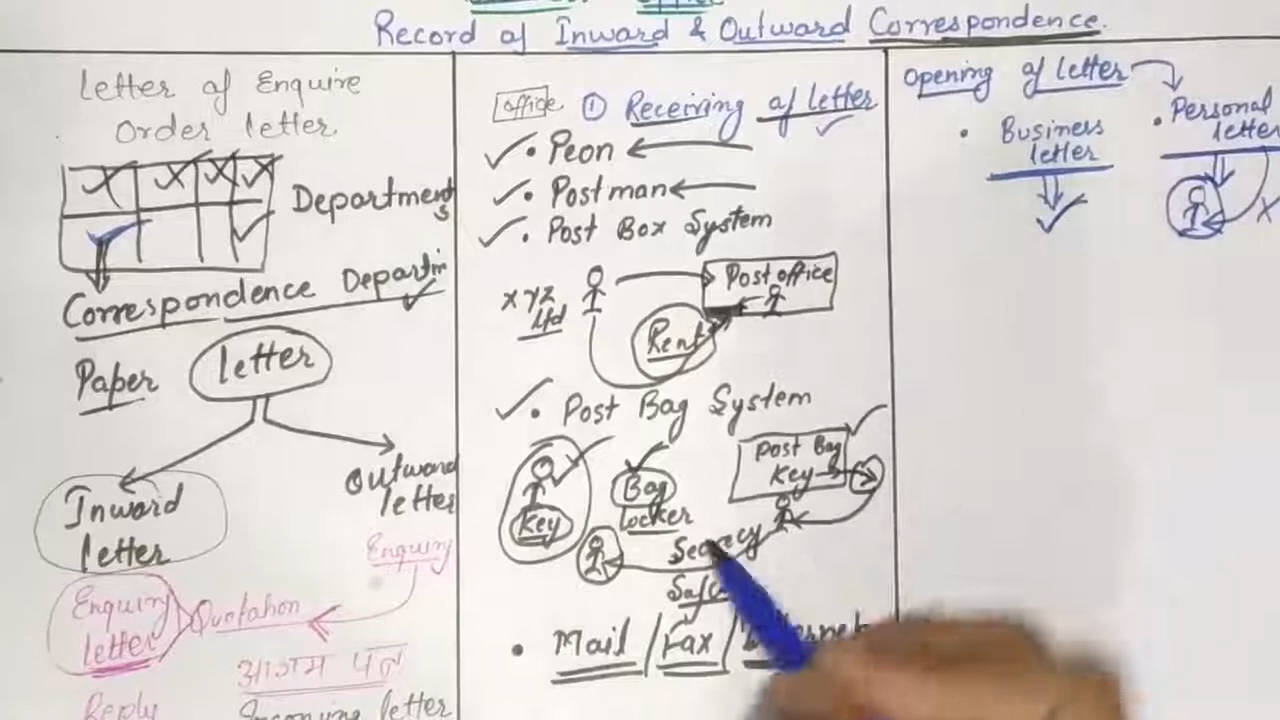 Record of Inward & Outward Correspondence.
Letter of Enquire
Order letter
Departments
Correspondence
Paper
letter
Inward
letter
Outward
letter
Enquiry
Enquiry
letter
Quotation
आगम पत्र
Reply
Incoming letter
Office ① Receiving of letter
• Peon
• Postman
• Post Box System
XYZ
Ltd
Post office
Rent
• Post Bag System
Key
Bag
Locker
Post Bag
Key
Secrecy
• Mail / Fax /
Opening of letter
• Business
letter
• Personal
letter